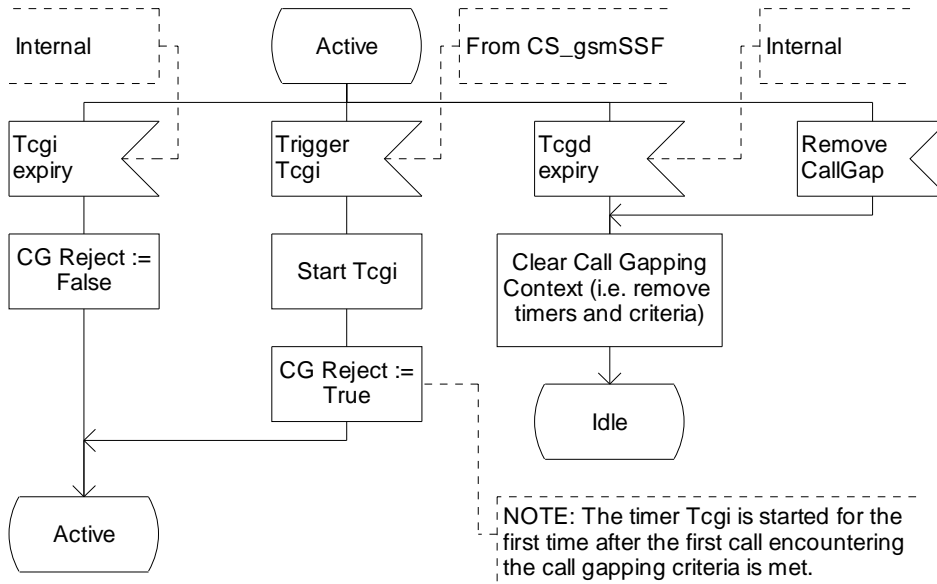 Internal
Active
From CS_gsmSSF
Internal
Tcgi
expiry
Trigger
Tcgi
Tcgd
expiry
Remove
CallGap
CG Reject :=
False
Start Tcgi
Clear Call Gapping
Context (i.e. remove
timers and criteria)
CG Reject :=
True
Idle
Active
NOTE: The timer Tcgi is started for the
first time after the first call encountering
the call gapping criteria is met.